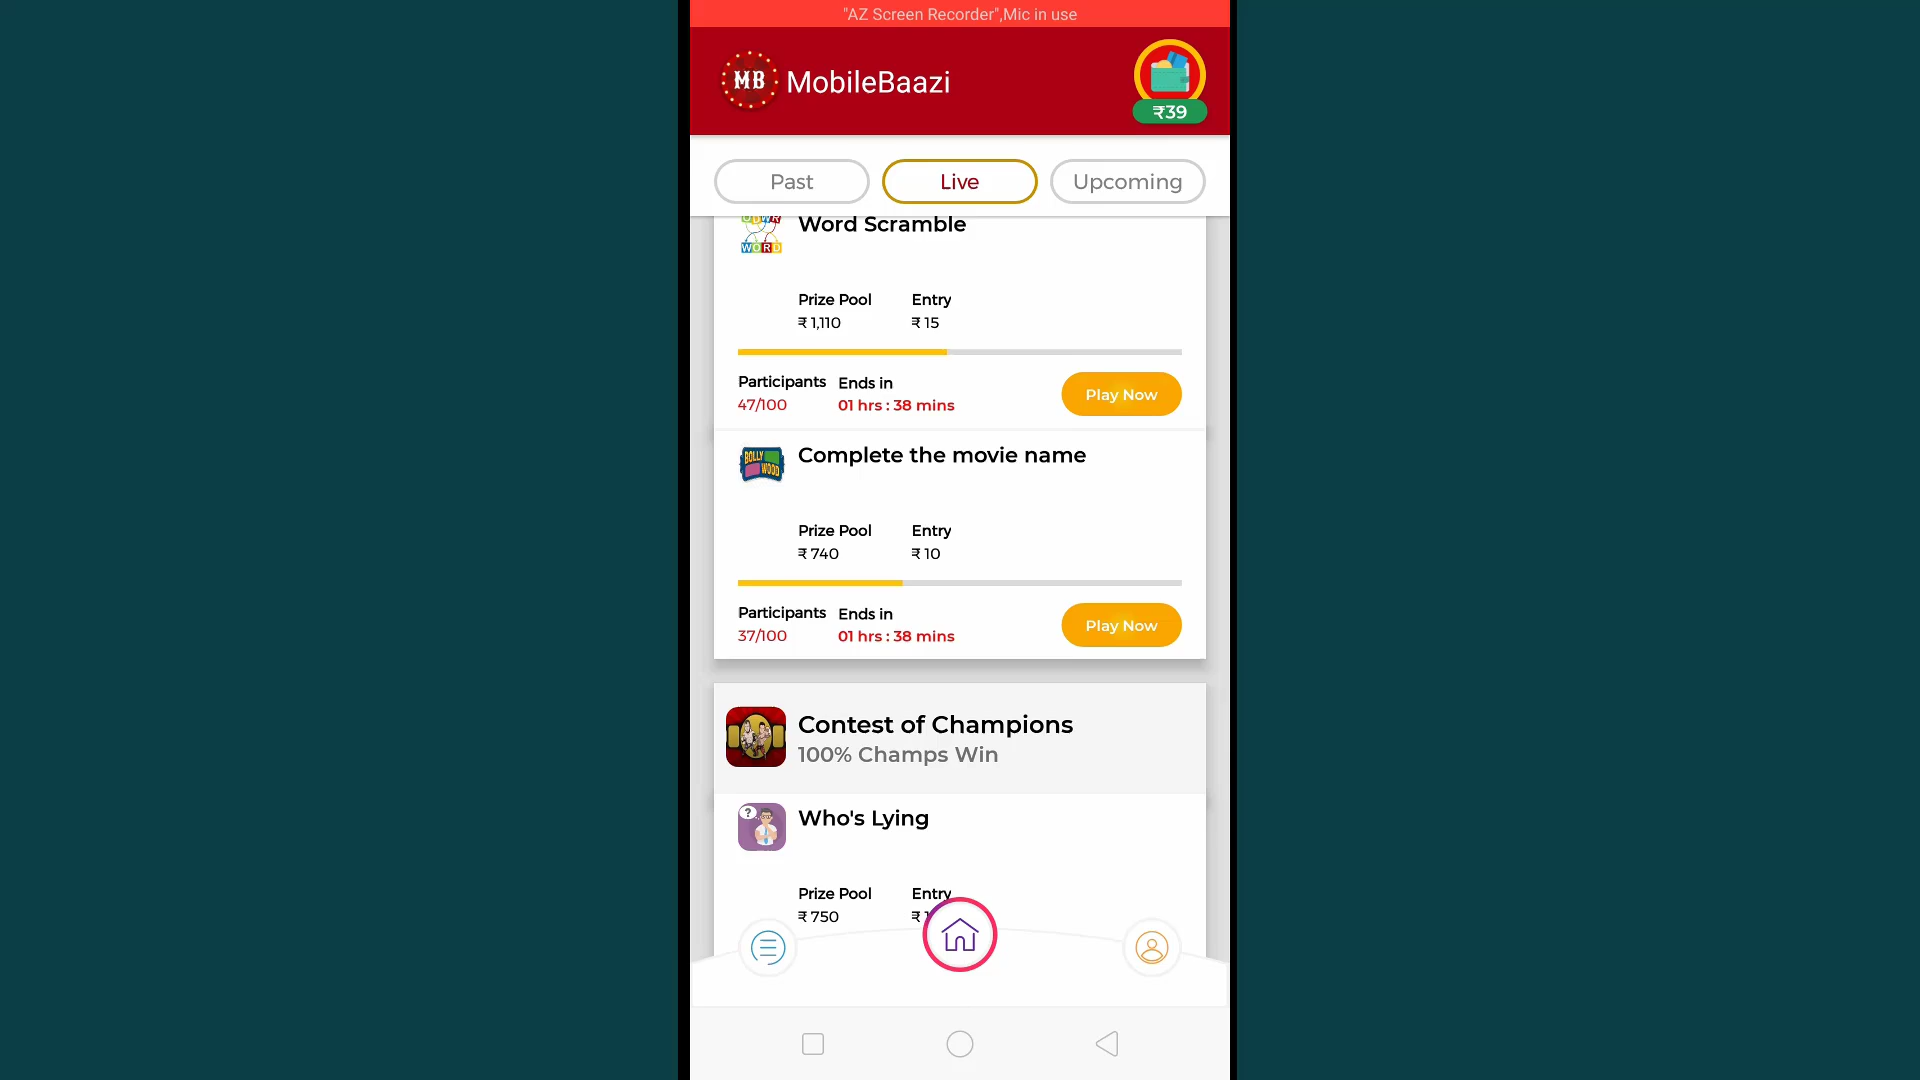 "AZ Screen Recorder",Mic in use
MB MobileBaazi
₹39
Past Live Upcoming
Word Scramble
WORD
Prize Pool Entry
₹ 1,110 ₹ 15
Participants Ends in
47/100 01 hrs : 38 mins
Play Now
BOLLY WOOD
Complete the movie name
Prize Pool Entry
₹ 740 ₹ 10
Participants Ends in
37/100 01 hrs : 38 mins
Play Now
Contest of Champions
100% Champs Win
?
Who's Lying
Prize Pool Entry
₹ 750 ₹